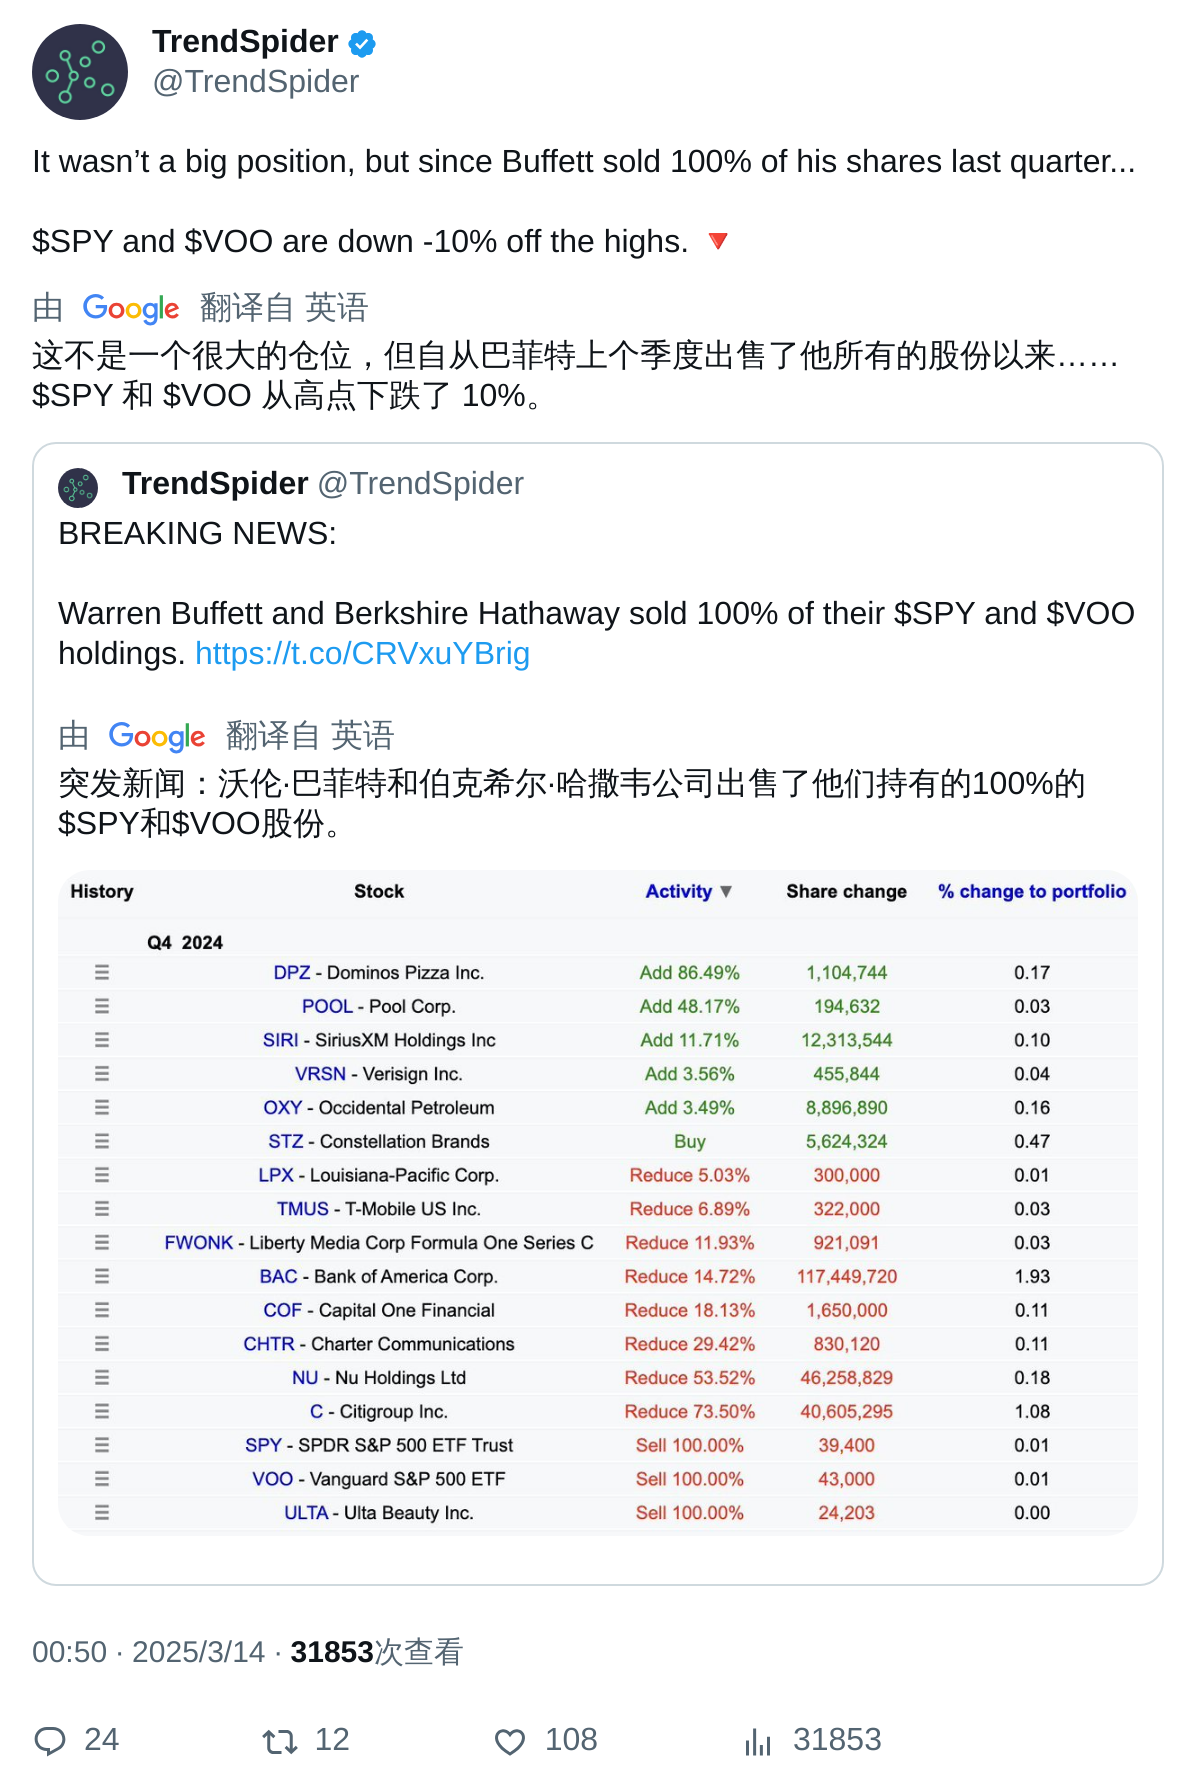 TrendSpider
@TrendSpider
It wasn’t a big position, but since Buffett sold 100% of his shares last quarter...
$SPY and $VOO are down -10% off the highs. 🔻
由 Google 翻译自 英语
这不是一个很大的仓位，但自从巴菲特上个季度出售了他所有的股份以来……
$SPY 和 $VOO 从高点下跌了 10%。
TrendSpider @TrendSpider
BREAKING NEWS:
Warren Buffett and Berkshire Hathaway sold 100% of their $SPY and $VOO
holdings. https://t.co/CRVxuYBrig
由 Google 翻译自 英语
突发新闻：沃伦·巴菲特和伯克希尔·哈撒韦公司出售了他们持有的100%的
$SPY和$VOO股份。
History Stock Activity ▼ Share change % change to portfolio
Q4 2024
DPZ - Dominos Pizza Inc. Add 86.49% 1,104,744 0.17
POOL - Pool Corp. Add 48.17% 194,632 0.03
SIRI - SiriusXM Holdings Inc Add 11.71% 12,313,544 0.10
VRSN - Verisign Inc. Add 3.56% 455,844 0.04
OXY - Occidental Petroleum Add 3.49% 8,896,890 0.16
STZ - Constellation Brands Buy 5,624,324 0.47
LPX - Louisiana-Pacific Corp. Reduce 5.03% 300,000 0.01
TMUS - T-Mobile US Inc. Reduce 6.89% 322,000 0.03
FWONK - Liberty Media Corp Formula One Series C Reduce 11.93% 921,091 0.03
BAC - Bank of America Corp. Reduce 14.72% 117,449,720 1.93
COF - Capital One Financial Reduce 18.13% 1,650,000 0.11
CHTR - Charter Communications Reduce 29.42% 830,120 0.11
NU - Nu Holdings Ltd Reduce 53.52% 46,258,829 0.18
C - Citigroup Inc. Reduce 73.50% 40,605,295 1.08
SPY - SPDR S&P 500 ETF Trust Sell 100.00% 39,400 0.01
VOO - Vanguard S&P 500 ETF Sell 100.00% 43,000 0.01
ULTA - Ulta Beauty Inc. Sell 100.00% 24,203 0.00
00:50 · 2025/3/14 · 31853次查看
24 12 108 31853